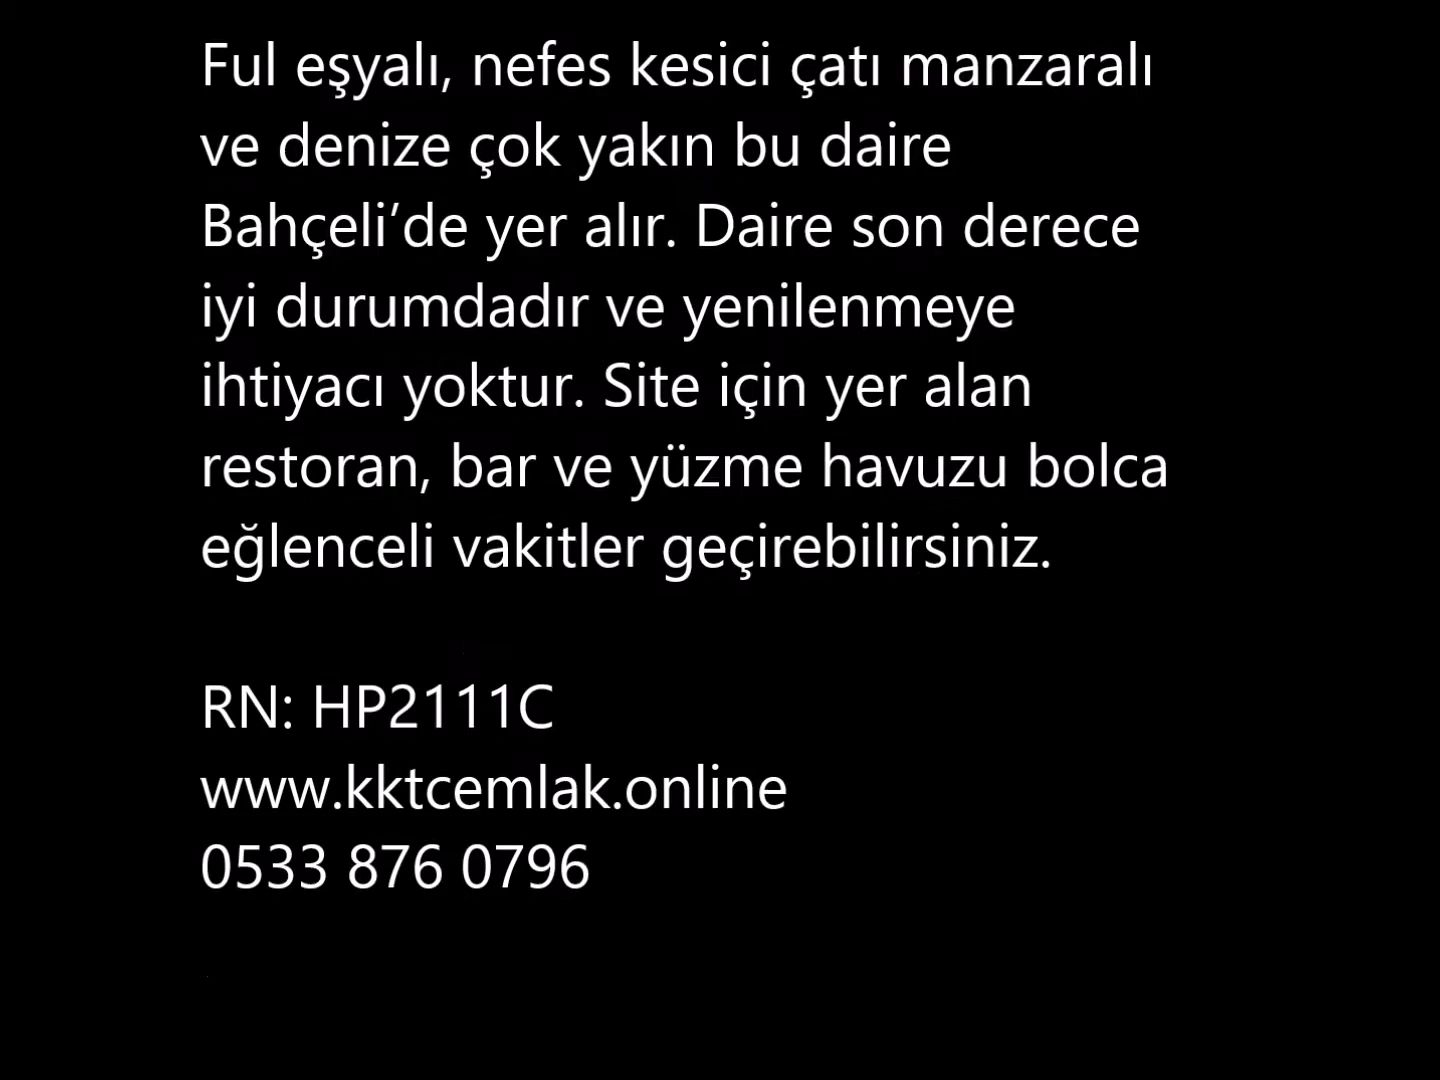 Ful eşyalı, nefes kesici çatı manzaralı
ve denize çok yakın bu daire
Bahçeli’de yer alır. Daire son derece
iyi durumdadır ve yenilenmeye
ihtiyacı yoktur. Site için yer alan
restoran, bar ve yüzme havuzu bolca
eğlenceli vakitler geçirebilirsiniz.
RN: HP2111C
www.kktcemlak.online
0533 876 0796